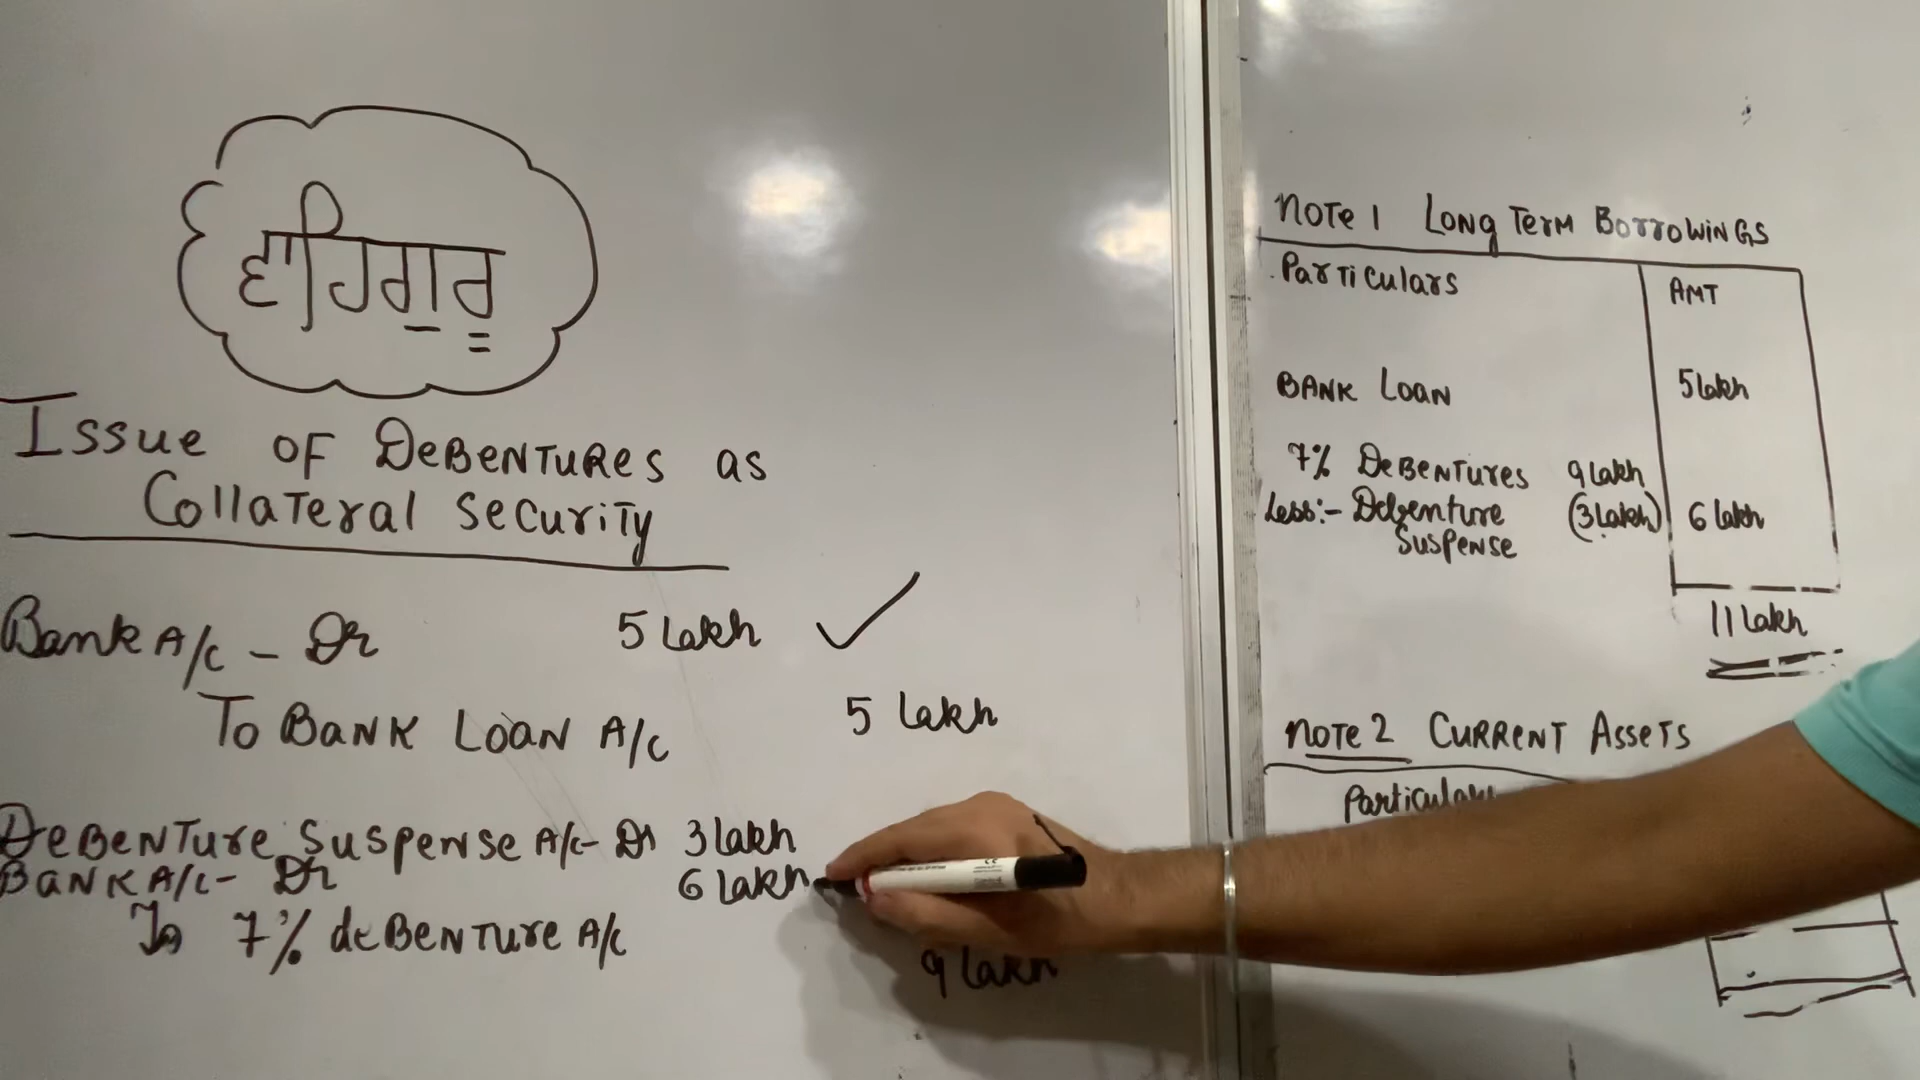 ਵਾਹਿਗੁਰੂ
Issue OF DeBENTUREs as
Collateral Security
Bank A/c - Dr 5 Lakh
To BANK LOAN A/c 5 Lakh
DeBENTure Suspense A/c- Dr 3 lakh
BANK A/c- Dr 6 Lakh
To 7% deBENTure A/c 9 Lakh
Note 1 Long Term BorrowinGs
Particulars AMT
BANK LOAN 5 lakh
7% DeBENTures 9 lakh
Less:- Debenture (3 Lakh) 6 lakh
Suspense
11 Lakh
Note 2 Current Assets
Particulars